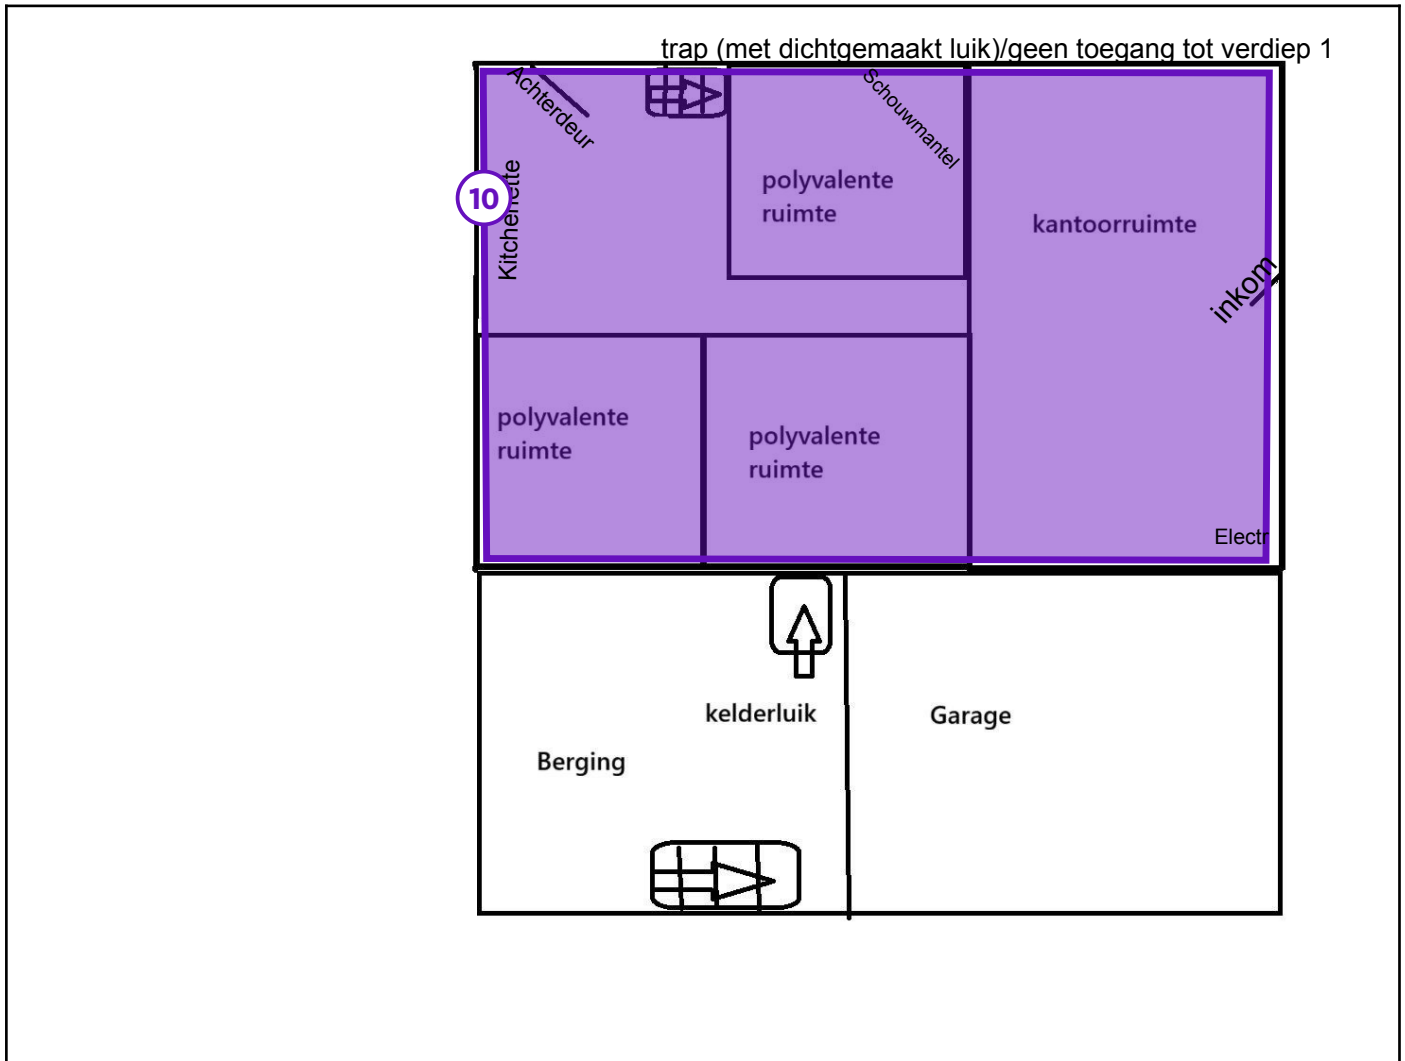 trap (met dichtgemaakt luik)/geen toegang tot verdiep 1
Achterdeur
Schouwmantel
polyvalente
ruimte
kantoorruimte
10
Kitchenette
inkom
polyvalente
ruimte
polyvalente
ruimte
Electr
kelderluik
Garage
Berging